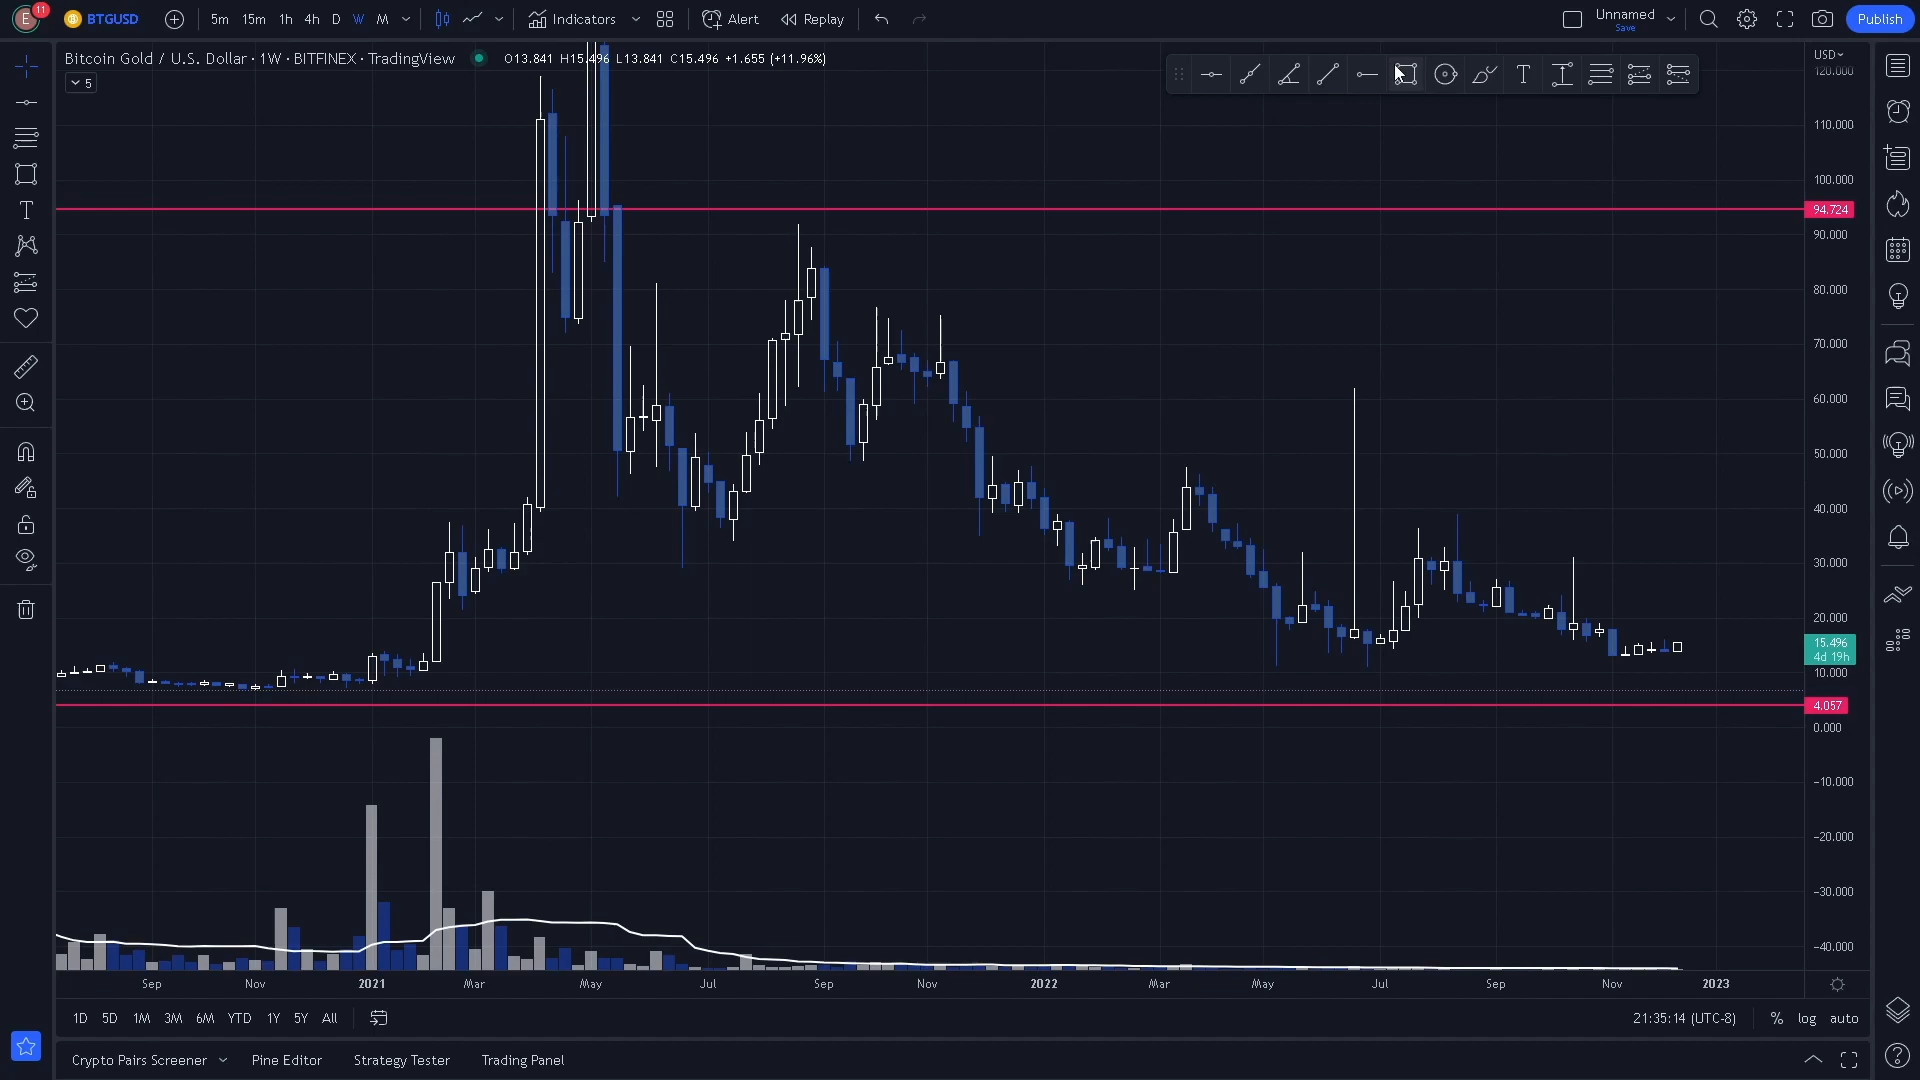 E 11 BTGUSD 5m 15m 1h 4h D W M Indicators Alert Replay Unnamed Save Publish
Bitcoin Gold / U.S. Dollar · 1W · BITFINEX · TradingView O13.841 H15.496 L13.841 C15.496 +1.655 (+11.96%)
5
T
T
USD
120.000
110.000
100.000
94.724
90.000
80.000
70.000
60.000
50.000
40.000
30.000
20.000
15.496
4d 19h
10.000
4.057
0.000
−10.000
−20.000
−30.000
−40.000
Sep Nov 2021 Mar May Jul Sep Nov 2022 Mar May Jul Sep Nov 2023
1D 5D 1M 3M 6M YTD 1Y 5Y All 21:35:14 (UTC-8) % log auto
Crypto Pairs Screener Pine Editor Strategy Tester Trading Panel